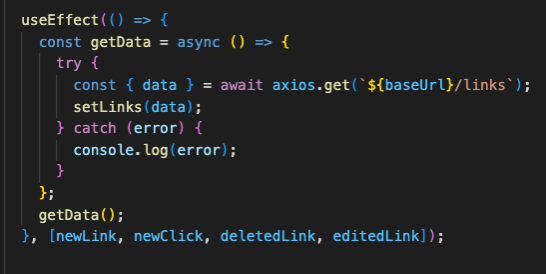 useEffect(() => {
const getData = async () => {
try {
const { data } = await axios.get(`${baseUrl}/links`);
setLinks(data);
} catch (error) {
console.log(error);
}
};
getData();
}, [newLink, newClick, deletedLink, editedLink]);